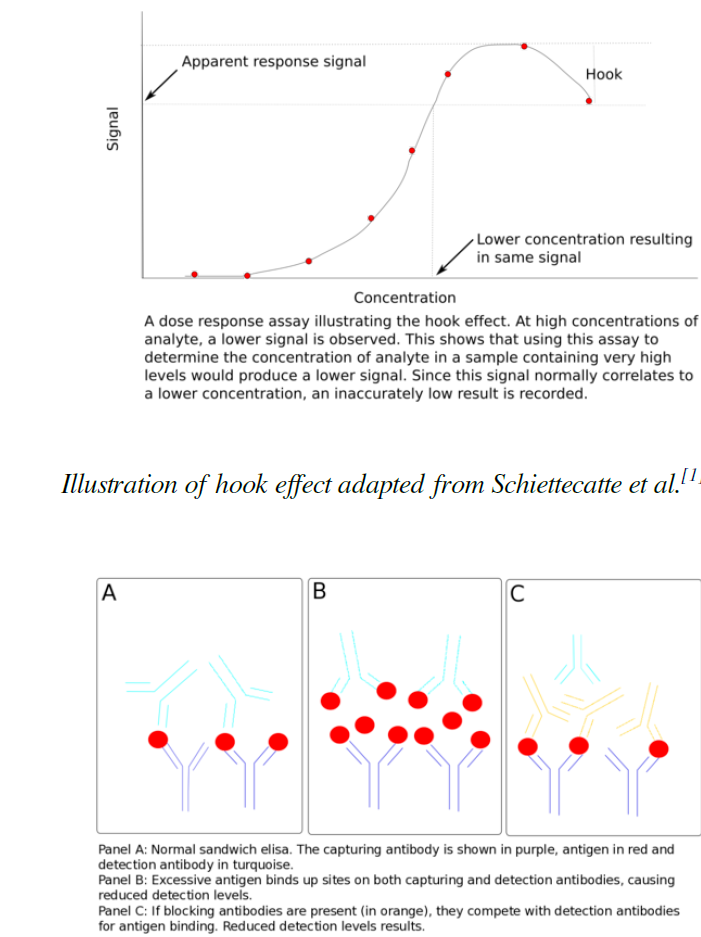 Apparent response signal
Hook
Signal
Lower concentration resulting
in same signal
Concentration
A dose response assay illustrating the hook effect. At high concentrations of
analyte, a lower signal is observed. This shows that using this assay to
determine the concentration of analyte in a sample containing very high
levels would produce a lower signal. Since this signal normally correlates to
a lower concentration, an inaccurately low result is recorded.
Illustration of hook effect adapted from Schiettecatte et al.[1]
A
B
C
Panel A: Normal sandwich elisa. The capturing antibody is shown in purple, antigen in red and
detection antibody in turquoise.
Panel B: Excessive antigen binds up sites on both capturing and detection antibodies, causing
reduced detection levels.
Panel C: If blocking antibodies are present (in orange), they compete with detection antibodies
for antigen binding. Reduced detection levels results.